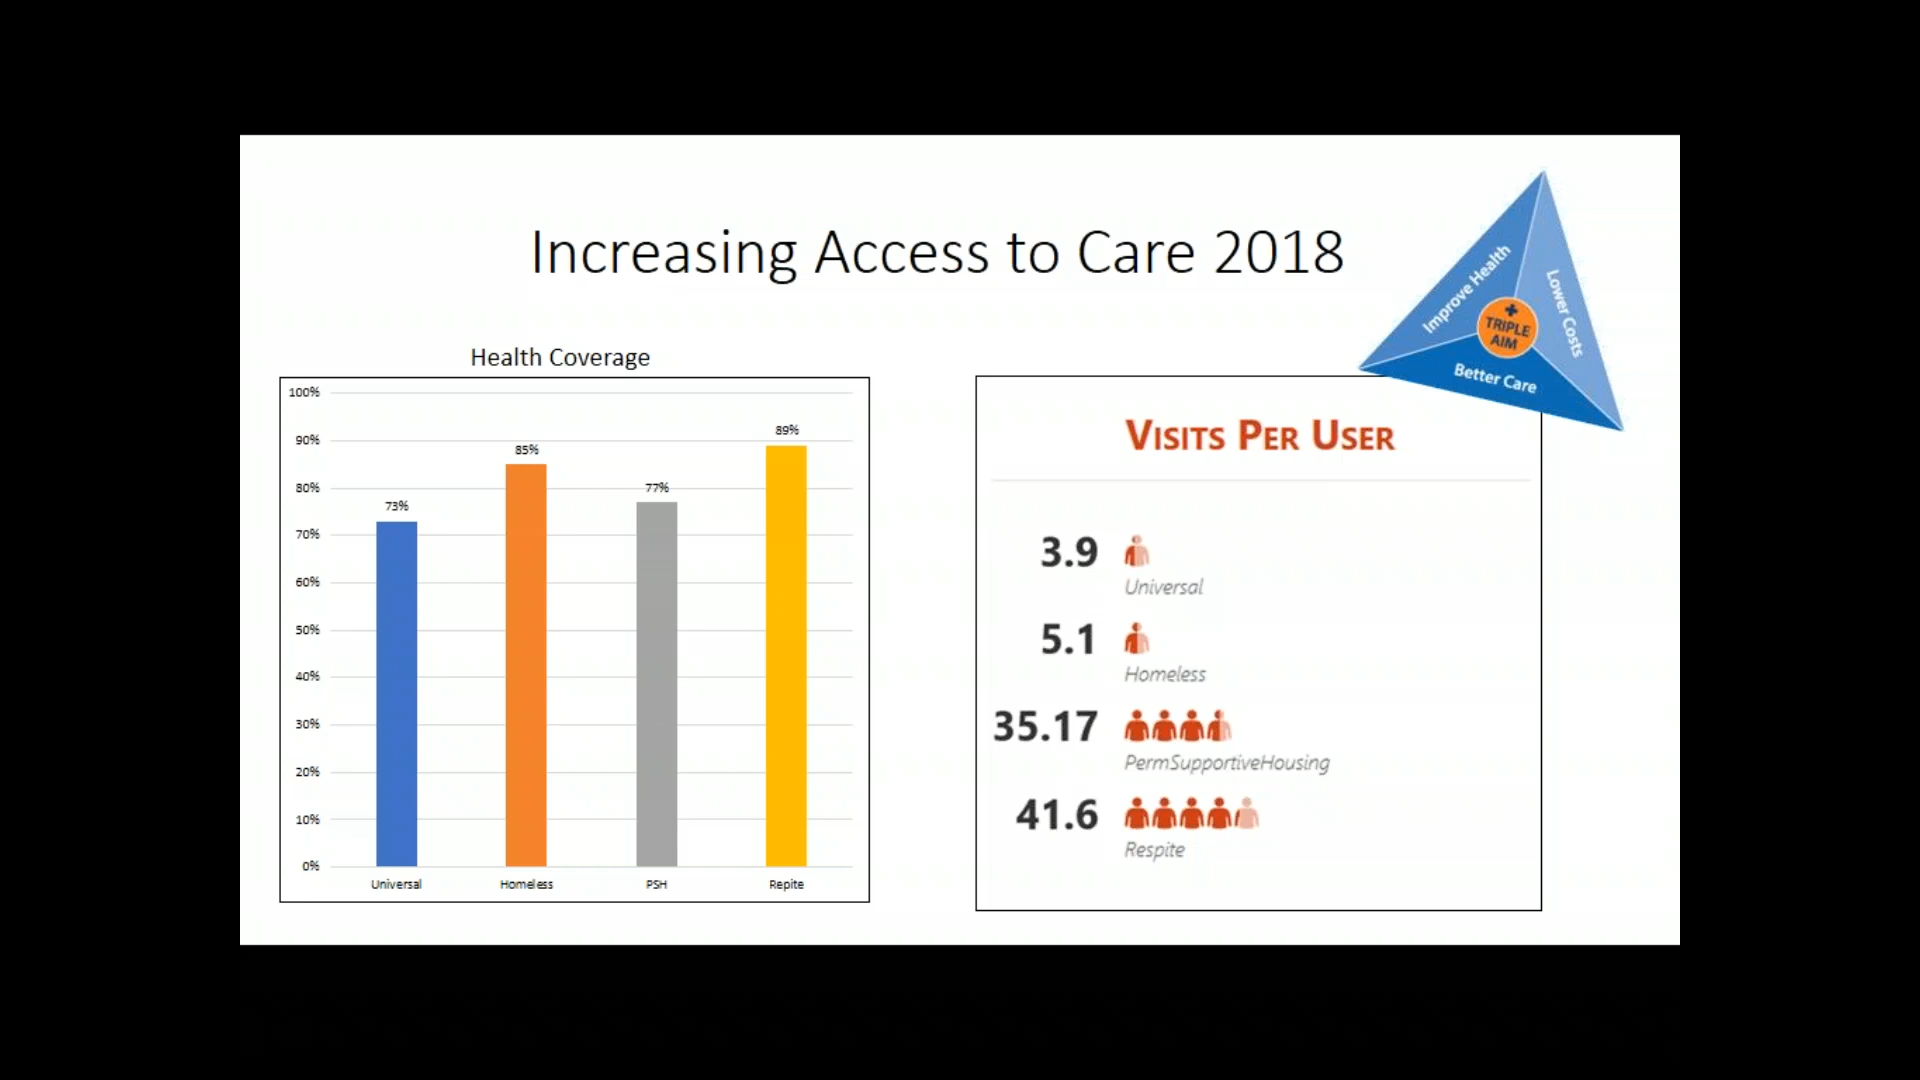 Increasing Access to Care 2018
Improve Health
Lower Costs
TRIPLE
AIM
Better Care
Health Coverage
100%
90%
80%
70%
60%
50%
40%
30%
20%
10%
0%
73%
85%
77%
89%
Universal
Homeless
PSH
Repite
VISITS PER USER
3.9
Universal
5.1
Homeless
35.17
PermSupportiveHousing
41.6
Respite